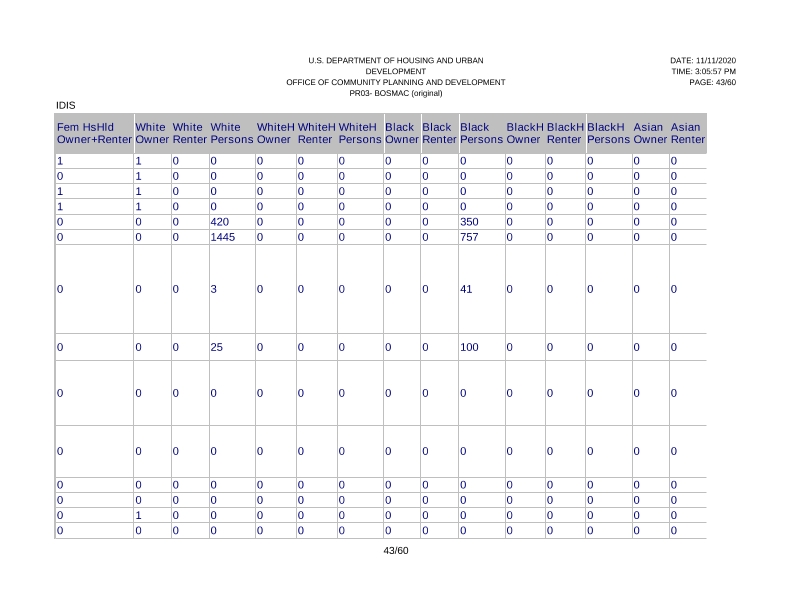 U.S. DEPARTMENT OF HOUSING AND URBAN
DEVELOPMENT
OFFICE OF COMMUNITY PLANNING AND DEVELOPMENT
PR03- BOSMAC (original)
DATE: 11/11/2020
TIME: 3:05:57 PM
PAGE: 43/60
IDIS
Fem HsHld White White White WhiteH WhiteH WhiteH Black Black Black BlackH BlackH BlackH Asian Asian
Owner+Renter Owner Renter Persons Owner Renter Persons Owner Renter Persons Owner Renter Persons Owner Renter
1 1 0 0 0 0 0 0 0 0 0 0 0 0 0
0 1 0 0 0 0 0 0 0 0 0 0 0 0 0
1 1 0 0 0 0 0 0 0 0 0 0 0 0 0
1 1 0 0 0 0 0 0 0 0 0 0 0 0 0
0 0 0 420 0 0 0 0 0 350 0 0 0 0 0
0 0 0 1445 0 0 0 0 0 757 0 0 0 0 0
0 0 0 3 0 0 0 0 0 41 0 0 0 0 0
0 0 0 25 0 0 0 0 0 100 0 0 0 0 0
0 0 0 0 0 0 0 0 0 0 0 0 0 0 0
0 0 0 0 0 0 0 0 0 0 0 0 0 0 0
0 0 0 0 0 0 0 0 0 0 0 0 0 0 0
0 0 0 0 0 0 0 0 0 0 0 0 0 0 0
0 1 0 0 0 0 0 0 0 0 0 0 0 0 0
0 0 0 0 0 0 0 0 0 0 0 0 0 0 0
43/60